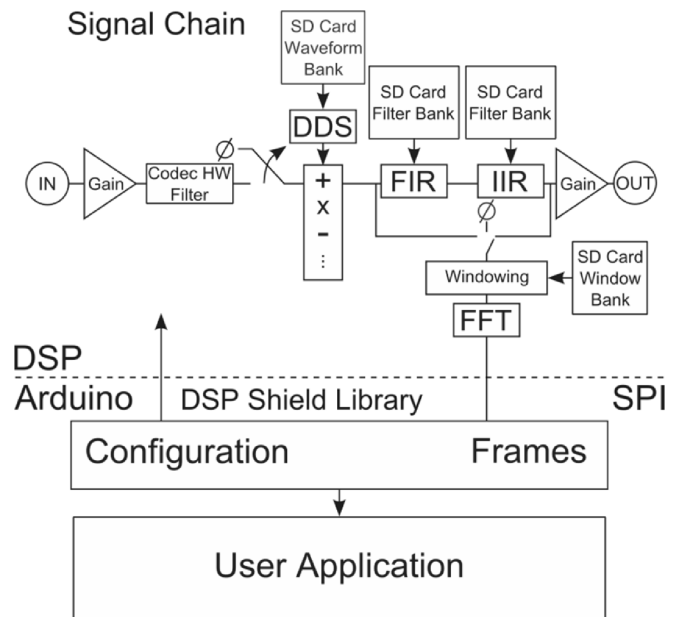 Signal Chain
SD Card
Waveform
Bank
DDS
SD Card
Filter Bank
SD Card
Filter Bank
IN
Gain
Codec HW
Filter
Ø
+
x
-
⋮
FIR
IIR
Gain
OUT
Ø
Windowing
SD Card
Window
Bank
FFT
DSP
Arduino
DSP Shield Library
SPI
Configuration
Frames
User Application